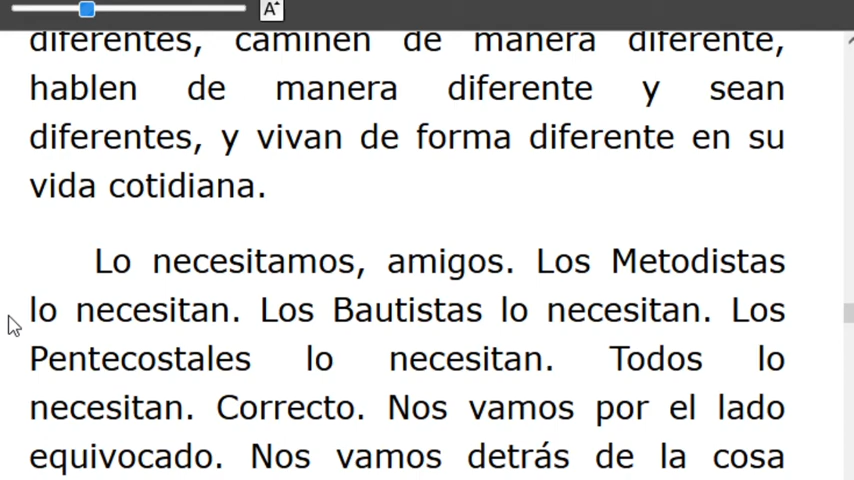 A
diferentes, caminen de manera diferente,
hablen de manera diferente y sean
diferentes, y vivan de forma diferente en su
vida cotidiana.
Lo necesitamos, amigos. Los Metodistas
lo necesitan. Los Bautistas lo necesitan. Los
Pentecostales lo necesitan. Todos lo
necesitan. Correcto. Nos vamos por el lado
equivocado. Nos vamos detrás de la cosa